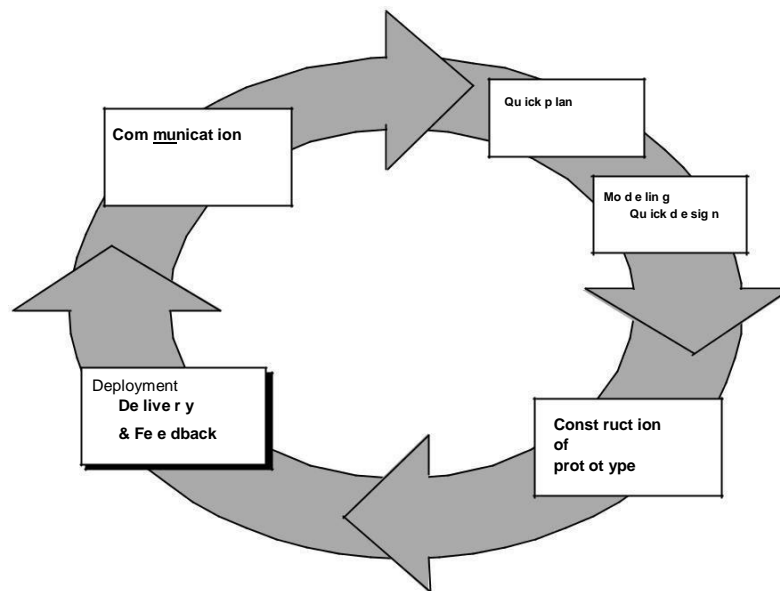 Communication
Quick plan
Modeling
Quick design
Construction
of
prototype
Deployment
Delivery
& Feedback